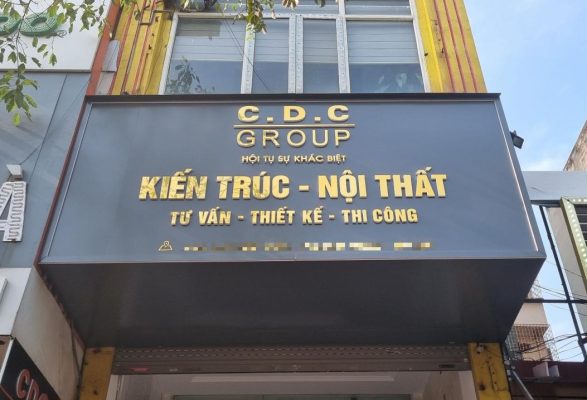 C.D.C
GROUP
HỘI TỤ SỰ KHÁC BIỆT
KIẾN TRÚC - NỘI THẤT
TƯ VẤN - THIẾT KẾ - THI CÔNG